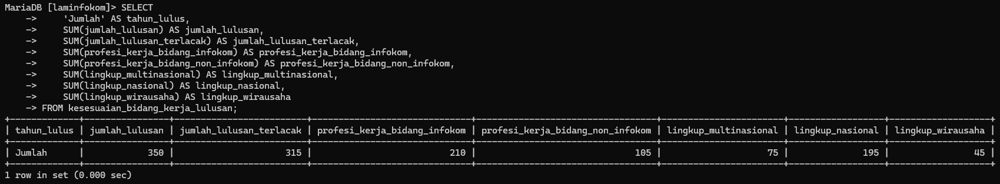 MariaDB [laminfokom]> SELECT
    ->     'Jumlah' AS tahun_lulus,
    ->     SUM(jumlah_lulusan) AS jumlah_lulusan,
    ->     SUM(jumlah_lulusan_terlacak) AS jumlah_lulusan_terlacak,
    ->     SUM(profesi_kerja_bidang_infokom) AS profesi_kerja_bidang_infokom,
    ->     SUM(profesi_kerja_bidang_non_infokom) AS profesi_kerja_bidang_non_infokom,
    ->     SUM(lingkup_multinasional) AS lingkup_multinasional,
    ->     SUM(lingkup_nasional) AS lingkup_nasional,
    ->     SUM(lingkup_wirausaha) AS lingkup_wirausaha
    -> FROM kesesuaian_bidang_kerja_lulusan;
+-------------+----------------+-------------------------+------------------------------+----------------------------------+-----------------------+------------------+-------------------+
| tahun_lulus | jumlah_lulusan | jumlah_lulusan_terlacak | profesi_kerja_bidang_infokom | profesi_kerja_bidang_non_infokom | lingkup_multinasional | lingkup_nasional | lingkup_wirausaha |
+-------------+----------------+-------------------------+------------------------------+----------------------------------+-----------------------+------------------+-------------------+
| Jumlah      |            350 |                     315 |                          210 |                              105 |                    75 |              195 |                45 |
+-------------+----------------+-------------------------+------------------------------+----------------------------------+-----------------------+------------------+-------------------+
1 row in set (0.000 sec)